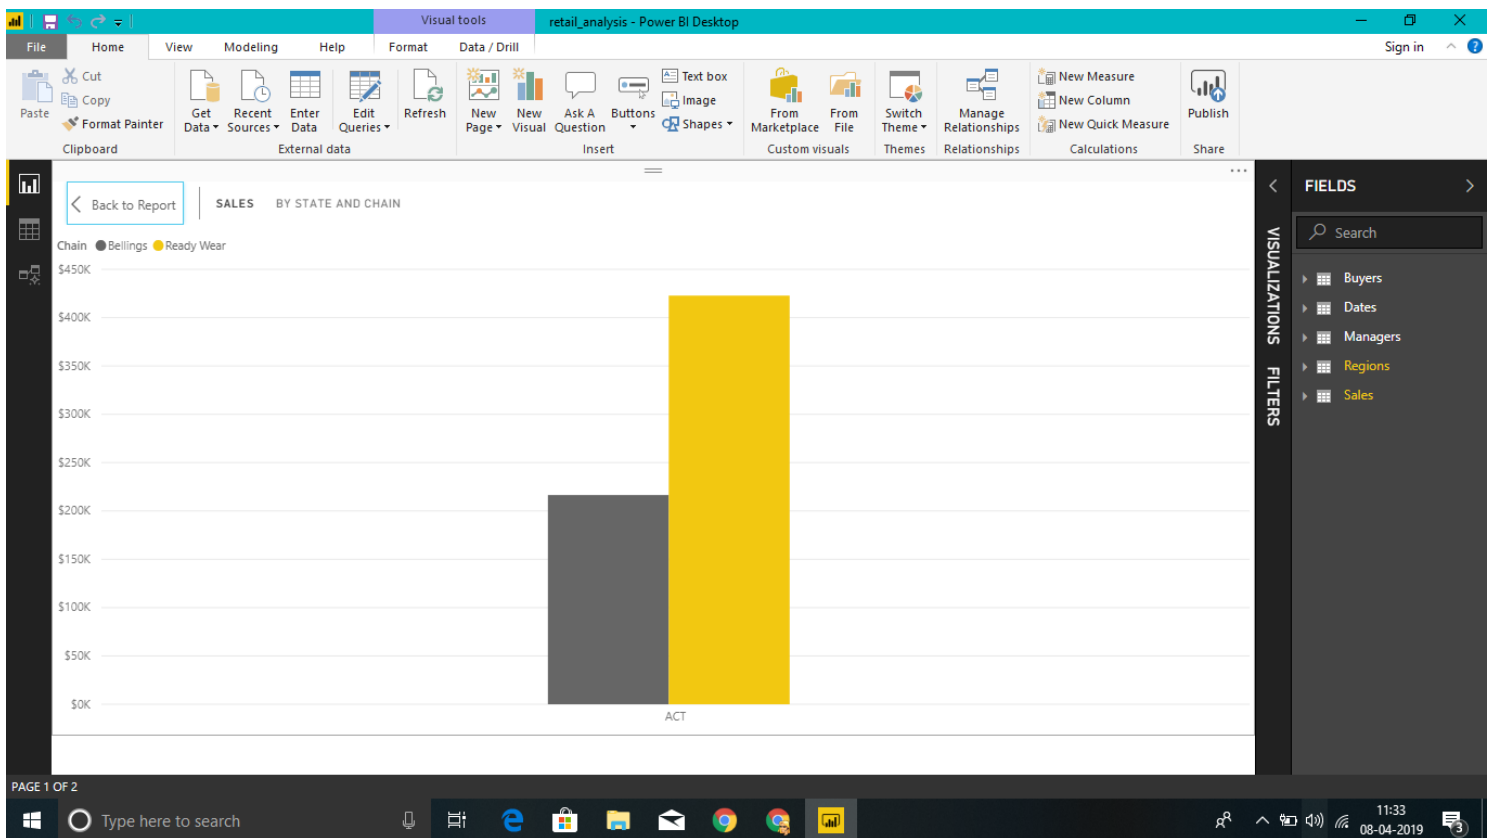 Visual tools
retail_analysis - Power BI Desktop
File Home View Modeling Help Format Data / Drill Sign in
Paste
Cut
Copy
Format Painter
Clipboard
Get Data
Recent Sources
Enter Data
Edit Queries
External data
Refresh
New Page
New Visual
Ask A Question
Buttons
Text box
Image
Shapes
Insert
From Marketplace
From File
Custom visuals
Switch Theme
Themes
Manage Relationships
Relationships
New Measure
New Column
New Quick Measure
Calculations
Publish
Share
Back to Report
SALES BY STATE AND CHAIN
Chain Bellings Ready Wear
$450K
$400K
$350K
$300K
$250K
$200K
$150K
$100K
$50K
$0K
ACT
VISUALIZATIONS
FILTERS
FIELDS
Search
Buyers
Dates
Managers
Regions
Sales
PAGE 1 OF 2
Type here to search
11:33
08-04-2019
3